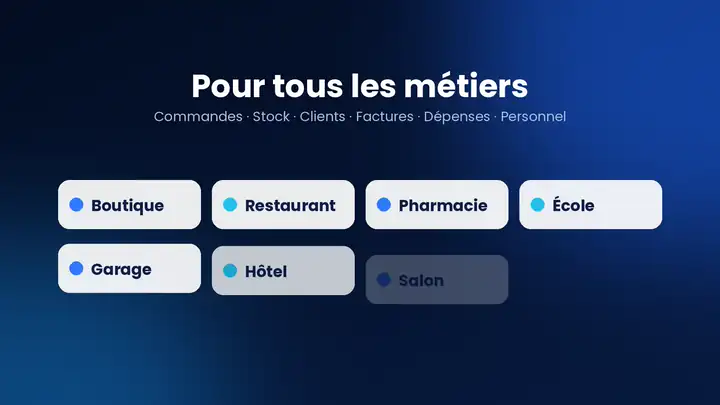 Pour tous les métiers
Commandes · Stock · Clients · Factures · Dépenses · Personnel
Boutique
Restaurant
Pharmacie
École
Garage
Hôtel
Salon